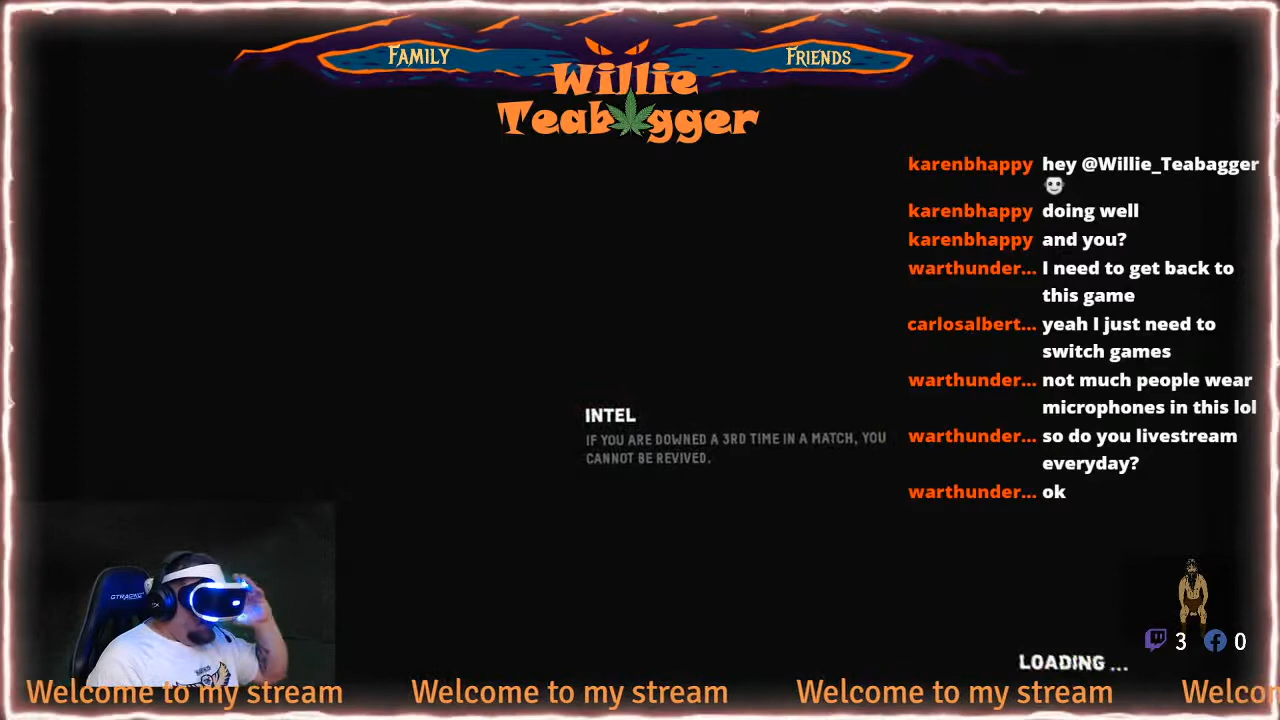 FAMILY
FRIENDS
Willie
Teabagger
karenbhappy hey @Willie_Teabagger
karenbhappy doing well
karenbhappy and you?
warthunder... I need to get back to
this game
carlosalbert... yeah I just need to
switch games
warthunder... not much people wear
microphones in this lol
warthunder... so do you livestream
everyday?
warthunder... ok
INTEL
IF YOU ARE DOWNED A 3RD TIME IN A MATCH, YOU
CANNOT BE REVIVED.
GTRACING
3 0
LOADING ...
Welcome to my stream Welcome to my stream Welcome to my stream Welco